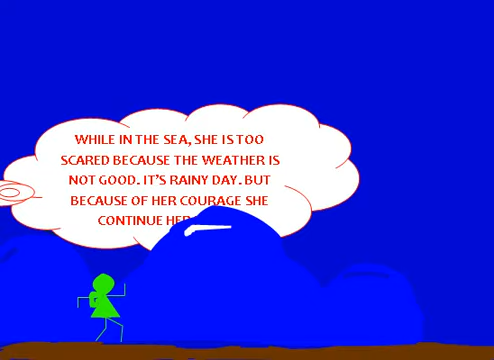 WHILE IN THE SEA, SHE IS TOO
SCARED BECAUSE THE WEATHER IS
NOT GOOD. IT'S RAINY DAY. BUT
BECAUSE OF HER COURAGE SHE
CONTINUE HER